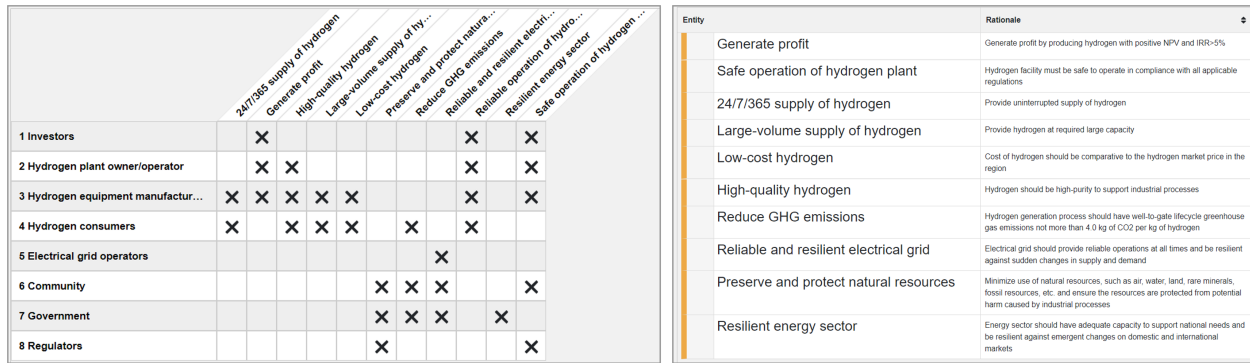 24/7/365 supply of hydrogen
Generate profit
High-quality hydrogen
Large-volume supply of hy...
Low-cost hydrogen
Preserve and protect natura...
Reduce GHG emissions
Reliable and resilient electri...
Reliable operation of hydro...
Resilient energy sector
Safe operation of hydrogen ...
1 Investors
2 Hydrogen plant owner/operator
3 Hydrogen equipment manufactur...
4 Hydrogen consumers
5 Electrical grid operators
6 Community
7 Government
8 Regulators
Entity Rationale
Generate profit Generate profit by producing hydrogen with positive NPV and IRR>5%
Safe operation of hydrogen plant Hydrogen facility must be safe to operate in compliance with all applicable
regulations
24/7/365 supply of hydrogen Provide uninterrupted supply of hydrogen
Large-volume supply of hydrogen Provide hydrogen at required large capacity
Low-cost hydrogen Cost of hydrogen should be comparative to the hydrogen market price in the
region
High-quality hydrogen Hydrogen should be high-purity to support industrial processes
Reduce GHG emissions Hydrogen generation process should have well-to-gate lifecycle greenhouse
gas emissions not more than 4.0 kg of CO2 per kg of hydrogen
Reliable and resilient electrical grid Electrical grid should provide reliable operations at all times and be resilient
against sudden changes in supply and demand
Preserve and protect natural resources Minimize use of natural resources, such as air, water, land, rare minerals,
fossil resources, etc. and ensure the resources are protected from potential
harm caused by industrial processes
Resilient energy sector Energy sector should have adequate capacity to support national needs and
be resilient against emergent changes on domestic and international
markets